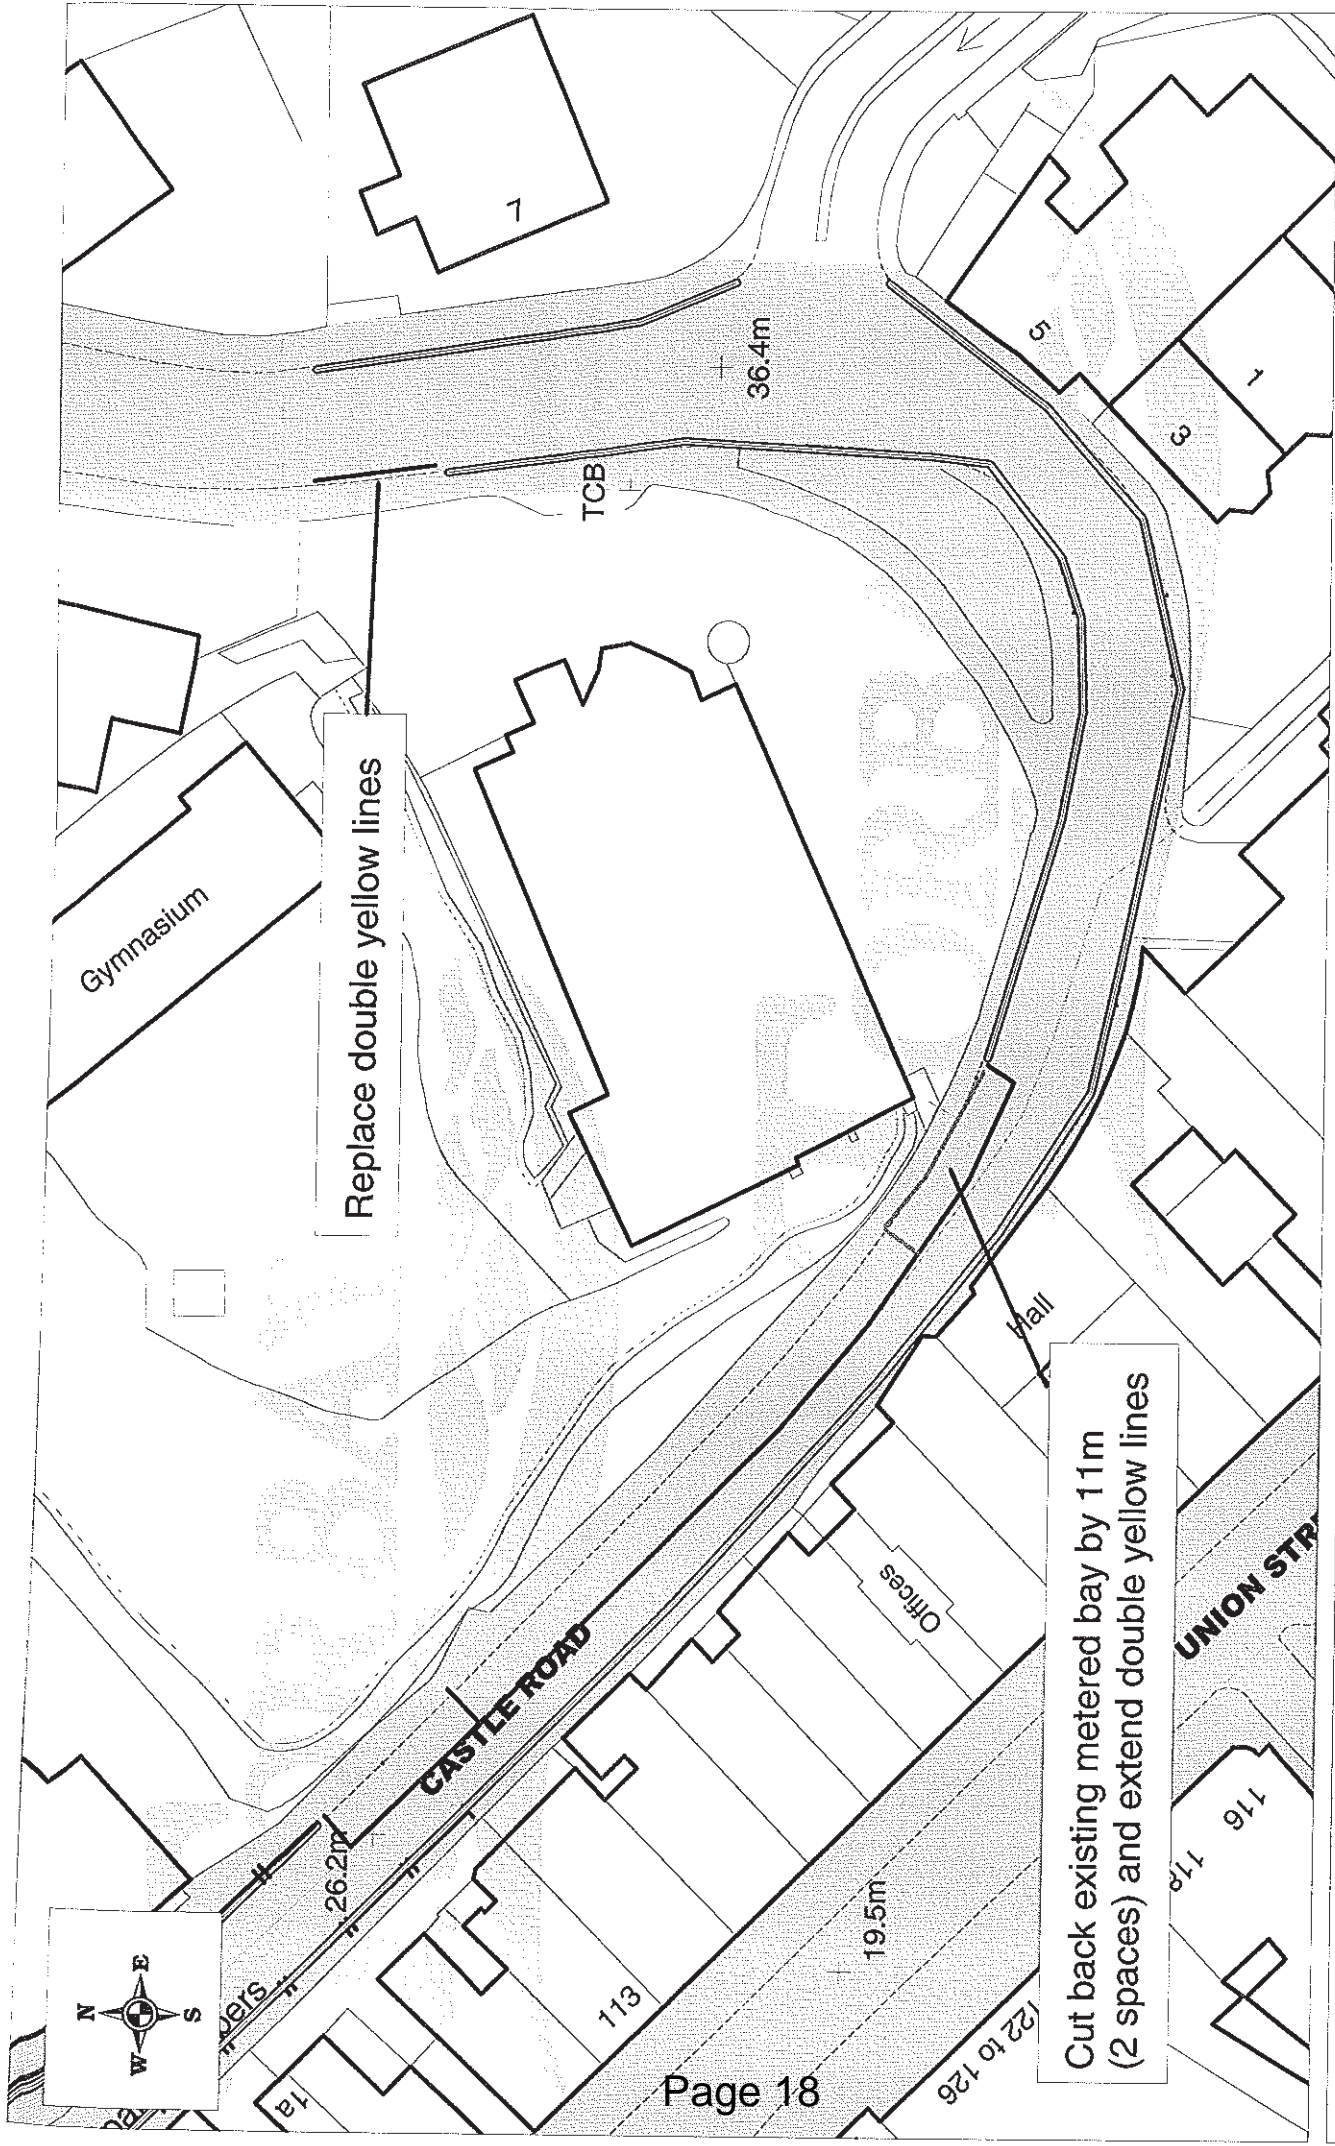 Replace double yellow lines
Cut back existing metered bay by 11m
(2 spaces) and extend double yellow lines
Gymnasium
7
TCB
36.4m
5
3
1
Hall
Offices
CASTLE ROAD
26.2m
N
W
E
S
1a
113
19.5m
122 to 126
118
116
Page 18